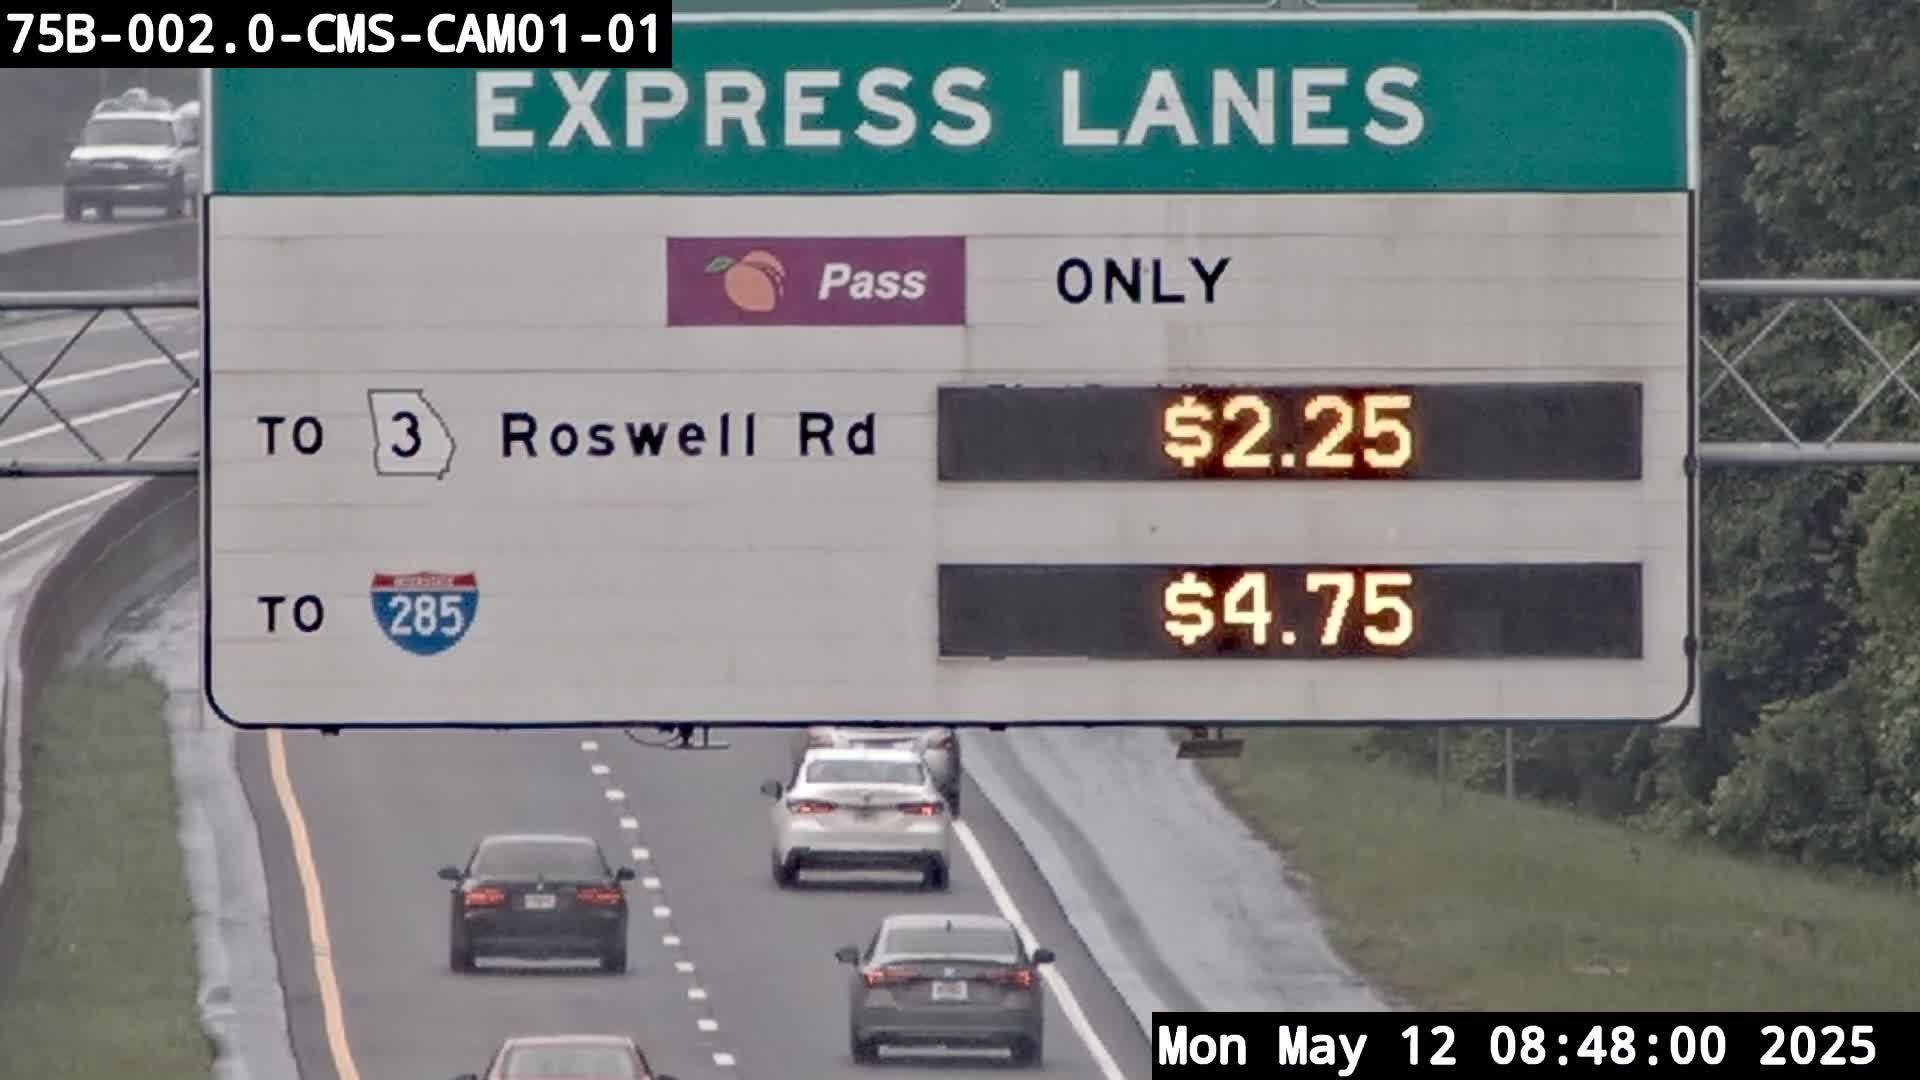 75B-002.0-CMS-CAM01-01
EXPRESS LANES
Pass ONLY
TO 3 Roswell Rd $2.25
TO 285 $4.75
Mon May 12 08:48:00 2025